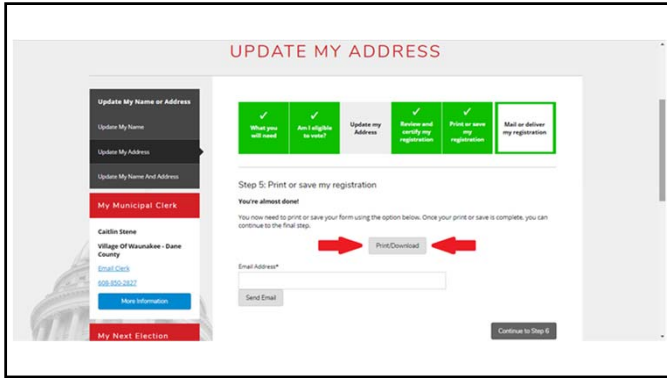 UPDATE MY ADDRESS
Update My Name or Address
Update My Name
Update My Address
Update My Name And Address
My Municipal Clerk
Caitlin Stene
Village Of Waunakee - Dane
County
Email Clerk
608-850-2827
More Information
My Next Election
What you
will need
Am I eligible
to vote?
Update my
Address
Review and
certify my
registration
Print or save
my
registration
Mail or deliver
my registration
Step 5: Print or save my registration
You're almost done!
You now need to print or save your form using the option below. Once your print or save is complete, you can
continue to the final step.
Print/Download
Email Address*
Send Email
Continue to Step 6